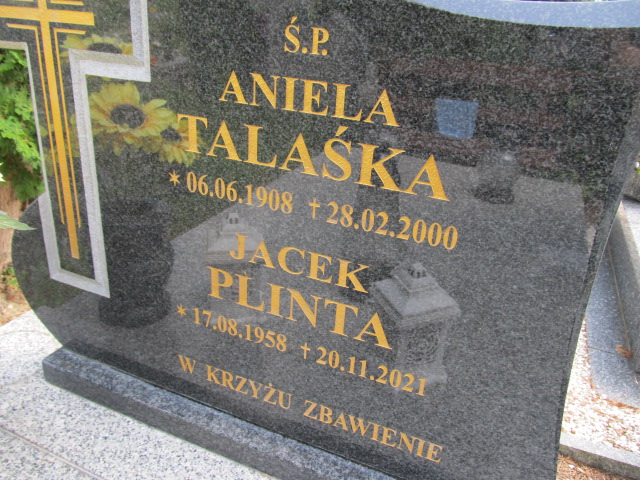 Ś.P.
ANIELA
TALAŚKA
* 06.06.1908 † 28.02.2000
JACEK
PLINTA
* 17.08.1958 † 20.11.2021
W KRZYŻU ZBAWIENIE